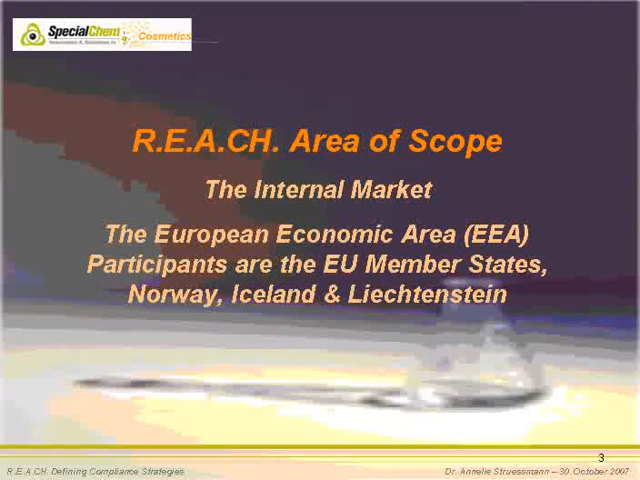 SpecialChem
Cosmetics
R.E.A.CH. Area of Scope
The Internal Market
The European Economic Area (EEA)
Participants are the EU Member States,
Norway, Iceland & Liechtenstein
3
R.E.A.CH. Defining Compliance Strategies
Dr. Annelie Struessmann – 30. October 2007